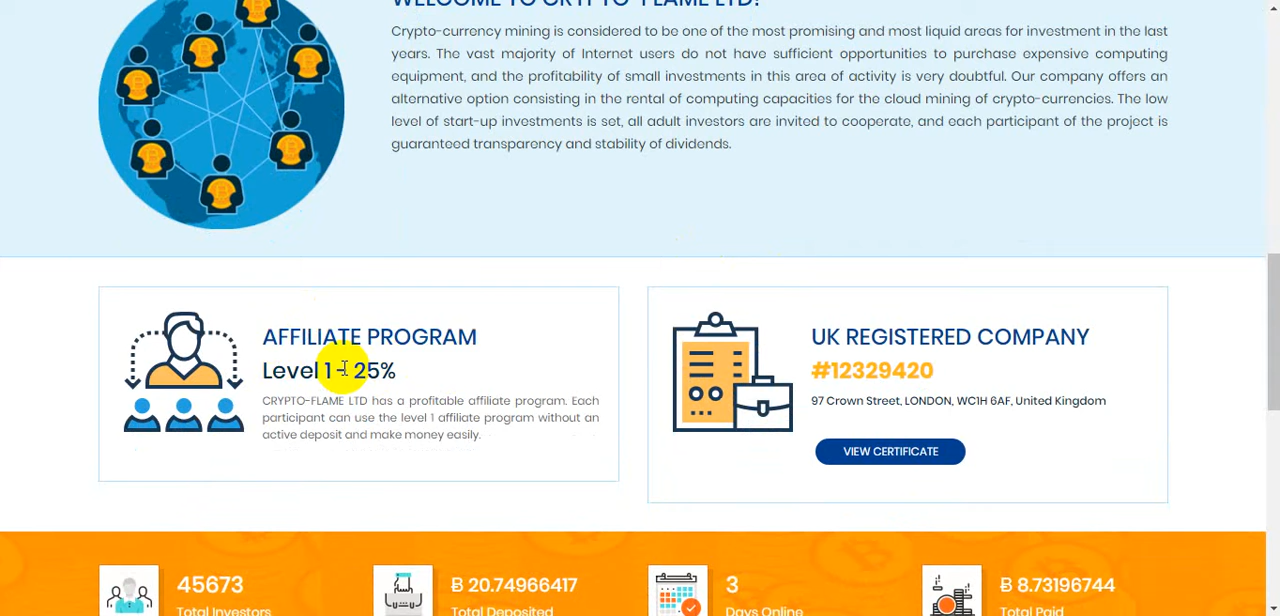 WELCOME TO CRYPTO-FLAME LTD!
Crypto-currency mining is considered to be one of the most promising and most liquid areas for investment in the last
years. The vast majority of Internet users do not have sufficient opportunities to purchase expensive computing
equipment, and the profitability of small investments in this area of activity is very doubtful. Our company offers an
alternative option consisting in the rental of computing capacities for the cloud mining of crypto-currencies. The low
level of start-up investments is set, all adult investors are invited to cooperate, and each participant of the project is
guaranteed transparency and stability of dividends.
AFFILIATE PROGRAM
Level 1 - 25%
CRYPTO-FLAME LTD has a profitable affiliate program. Each
participant can use the level 1 affiliate program without an
active deposit and make money easily.
UK REGISTERED COMPANY
#12329420
97 Crown Street, LONDON, WC1H 6AF, United Kingdom
VIEW CERTIFICATE
45673
Total Investors
Ƀ 20.74966417
Total Deposited
3
Days Online
Ƀ 8.73196744
Total Paid